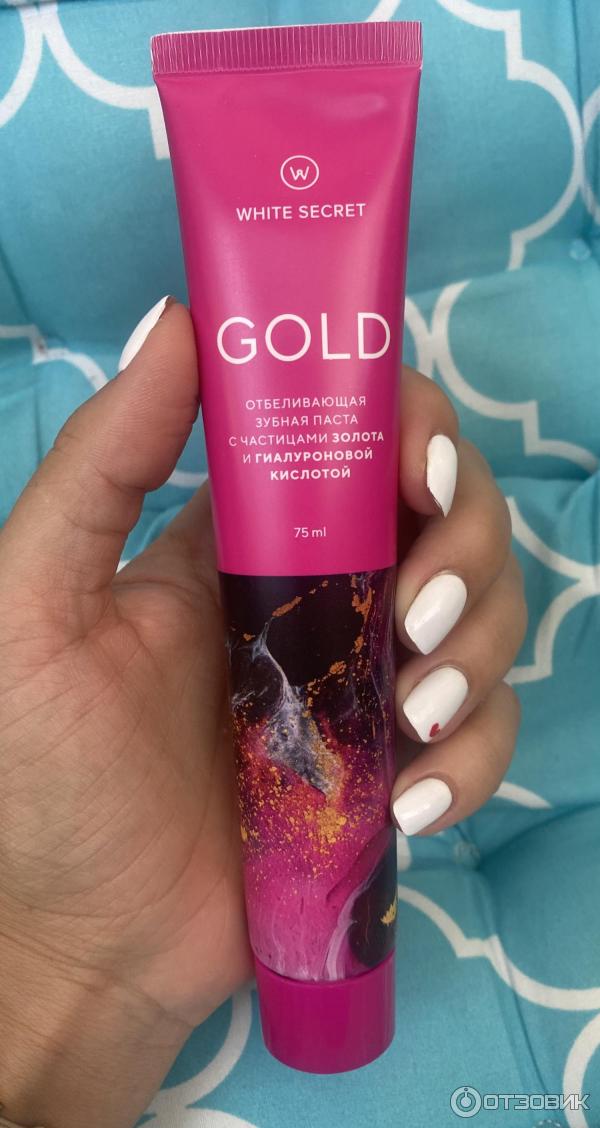 W
WHITE SECRET
GOLD
ОТБЕЛИВАЮЩАЯ
ЗУБНАЯ ПАСТА
С ЧАСТИЦАМИ ЗОЛОТА
И ГИАЛУРОНОВОЙ
КИСЛОТОЙ
75 ml
ОТЗОВИК